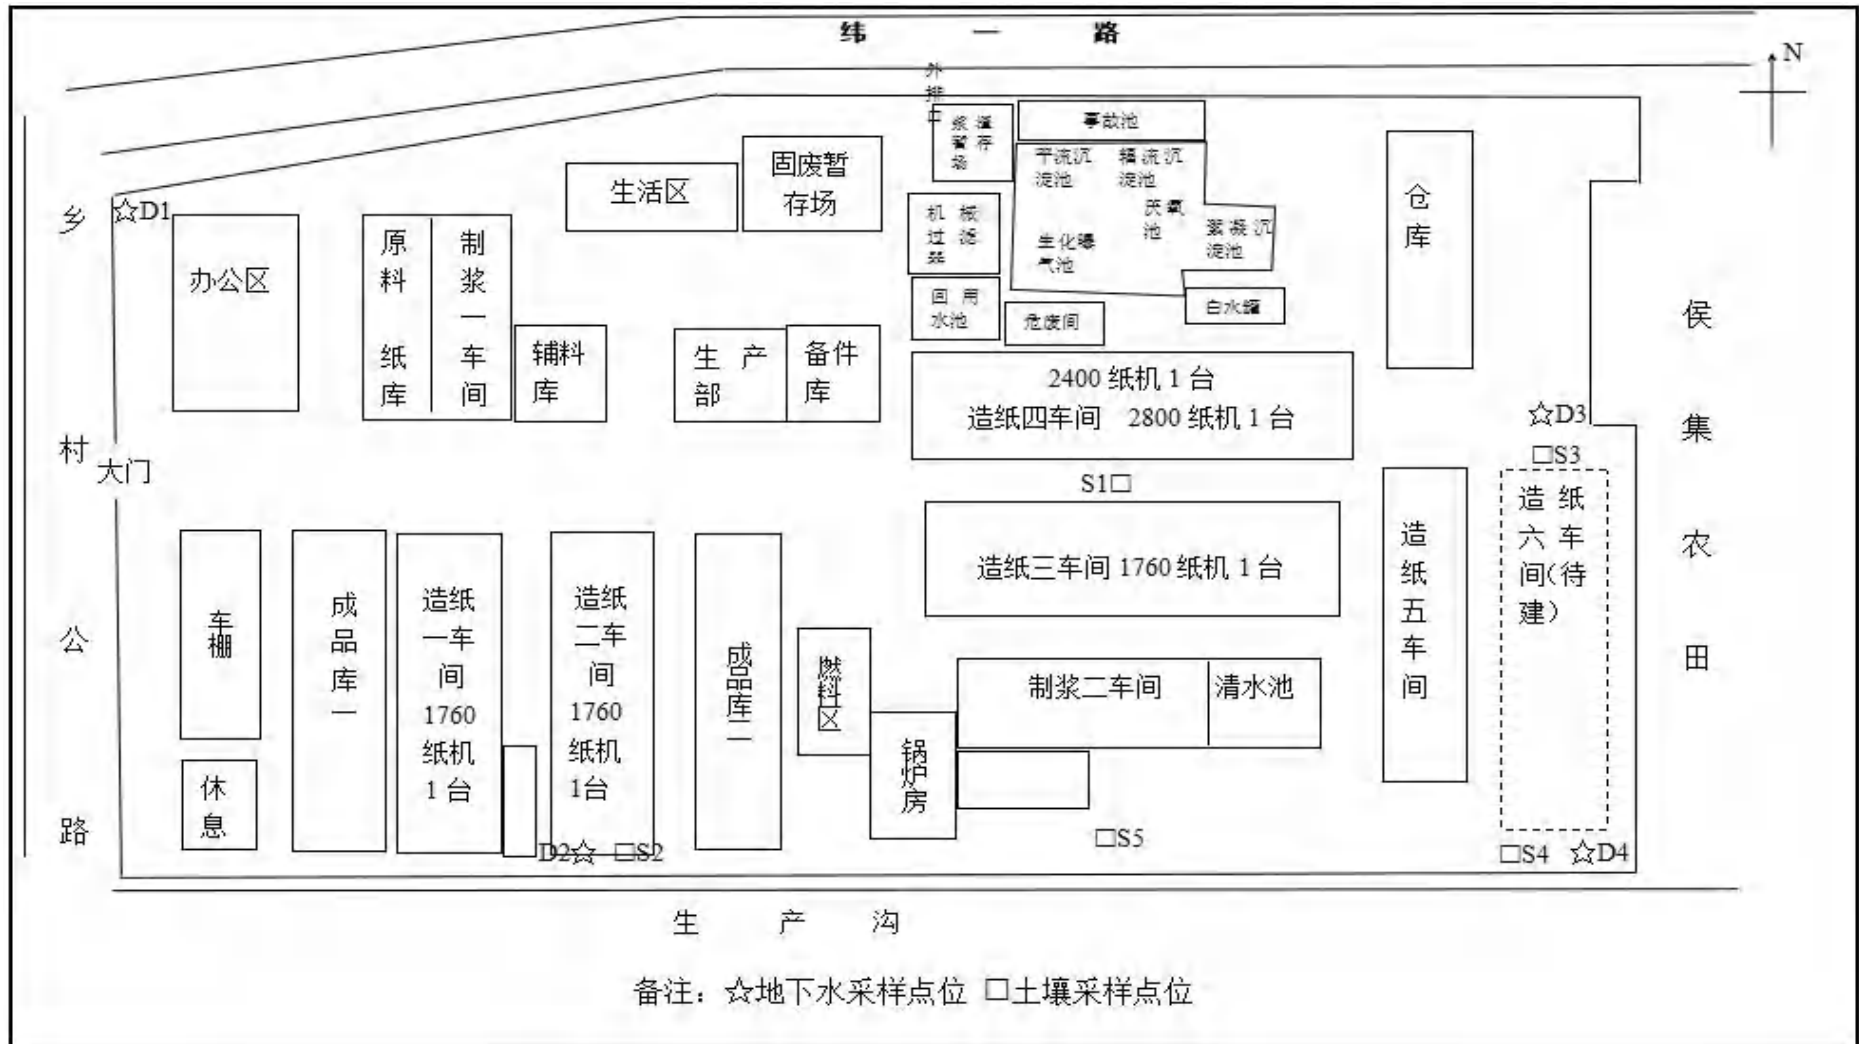 纬一路
N
外排口
浆渣暂存场
事故池
平流沉淀池
辐流沉淀池
厌氧池
生化曝气池
絮凝沉淀池
机械过滤器
回用水池
危废间
白水罐
仓库
固废暂存场
生活区
乡村公路
☆D1
办公区
原料纸库
制浆一车间
辅料库
生产部
备件库
2400 纸机 1 台
造纸四车间 2800 纸机 1 台
侯集农田
☆D3
□S3
大门
S1□
造纸三车间 1760 纸机 1 台
造纸五车间
造纸六车间(待建)
车棚
成品库一
造纸一车间 1760 纸机 1 台
造纸二车间 1760 纸机 1台
成品库二
燃料区
制浆二车间
清水池
锅炉房
休息
D2☆
□S2
□S5
□S4
☆D4
生产沟
备注：☆地下水采样点位 □土壤采样点位